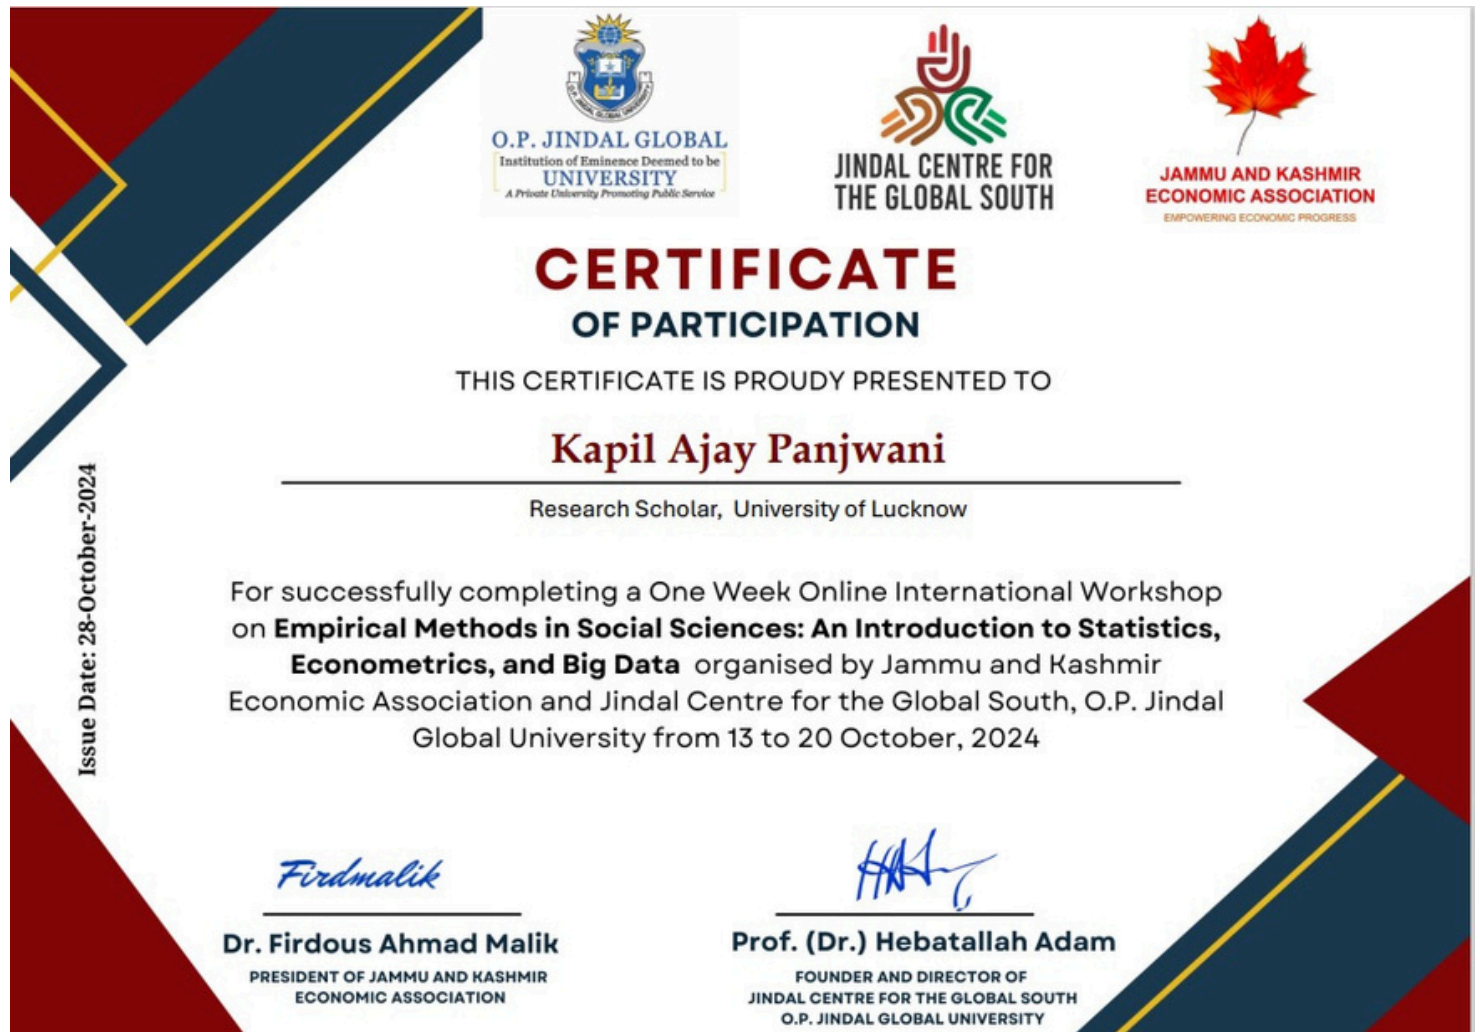 O.P. JINDAL GLOBAL
Institution of Eminence Deemed to be
UNIVERSITY
A Private University Promoting Public Service
JINDAL CENTRE FOR
THE GLOBAL SOUTH
JAMMU AND KASHMIR
ECONOMIC ASSOCIATION
EMPOWERING ECONOMIC PROGRESS
CERTIFICATE
OF PARTICIPATION
THIS CERTIFICATE IS PROUDY PRESENTED TO
Kapil Ajay Panjwani
Research Scholar, University of Lucknow
Issue Date: 28-October-2024
For successfully completing a One Week Online International Workshop
on Empirical Methods in Social Sciences: An Introduction to Statistics,
Econometrics, and Big Data organised by Jammu and Kashmir
Economic Association and Jindal Centre for the Global South, O.P. Jindal
Global University from 13 to 20 October, 2024
Firdmalik
Dr. Firdous Ahmad Malik
PRESIDENT OF JAMMU AND KASHMIR
ECONOMIC ASSOCIATION
Prof. (Dr.) Hebatallah Adam
FOUNDER AND DIRECTOR OF
JINDAL CENTRE FOR THE GLOBAL SOUTH
O.P. JINDAL GLOBAL UNIVERSITY